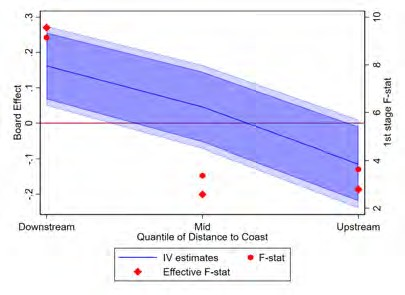 .3
.2
.1
0
-.1
-.2
Board Effect
10
8
6
4
2
1st stage F-stat
Downstream Mid Upstream
Quantile of Distance to Coast
IV estimates F-stat
Effective F-stat